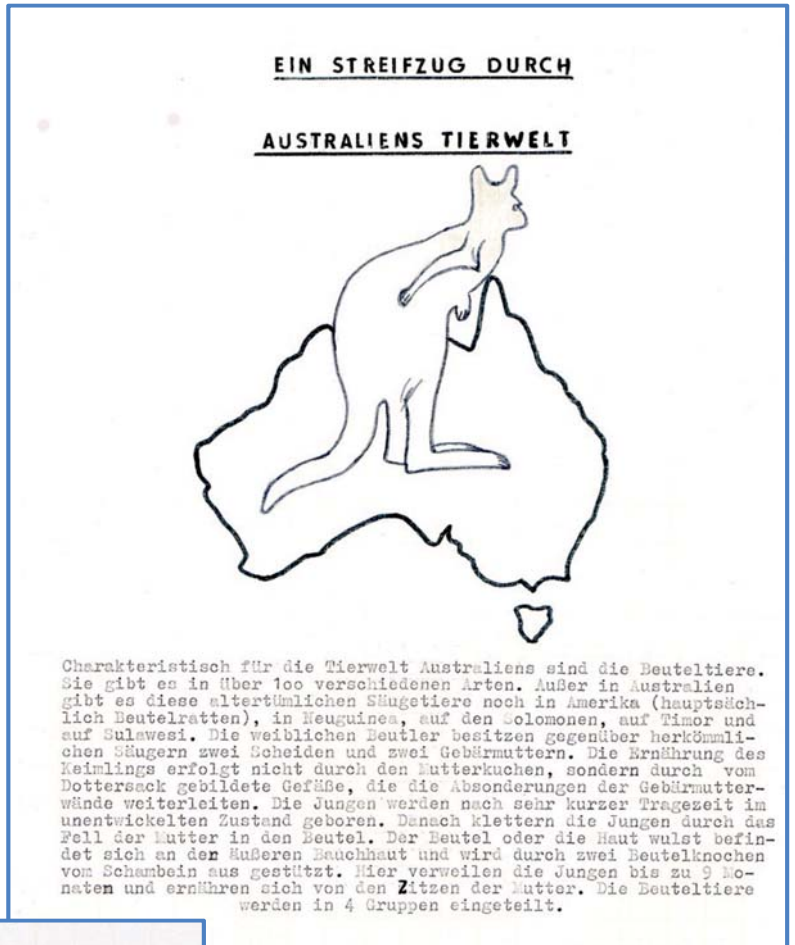 EIN STREIFZUG DURCH
AUSTRALIENS TIERWELT
Charakteristisch für die Tierwelt Australiens sind die Beuteltiere.
Sie gibt es in über 1oo verschiedenen Arten. Außer in Australien
gibt es diese altertümlichen Säugetiere noch in Amerika (hauptsäch-
lich Beutelratten), in Neuguinea, auf den Solomonen, auf Timor und
auf Sulawesi. Die weiblichen Beutler besitzen gegenüber herkömmli-
chen Säugern zwei Scheiden und zwei Gebärmuttern. Die Ernährung des
Keimlings erfolgt nicht durch den Mutterkuchen, sondern durch vom
Dottersack gebildete Gefäße, die die Absonderungen der Gebärmutter-
wände weiterleiten. Die Jungen werden nach sehr kurzer Tragezeit im
unentwickelten Zustand geboren. Danach klettern die Jungen durch das
Fell der Mutter in den Beutel. Der Beutel oder die Haut wulst befin-
det sich an der äußeren Bauchhaut und wird durch zwei Beutelknochen
vom Schambein aus gestützt. Hier verweilen die Jungen bis zu 9 Mo-
naten und ernähren sich von den Zitzen der Mutter. Die Beuteltiere
werden in 4 Gruppen eingeteilt.